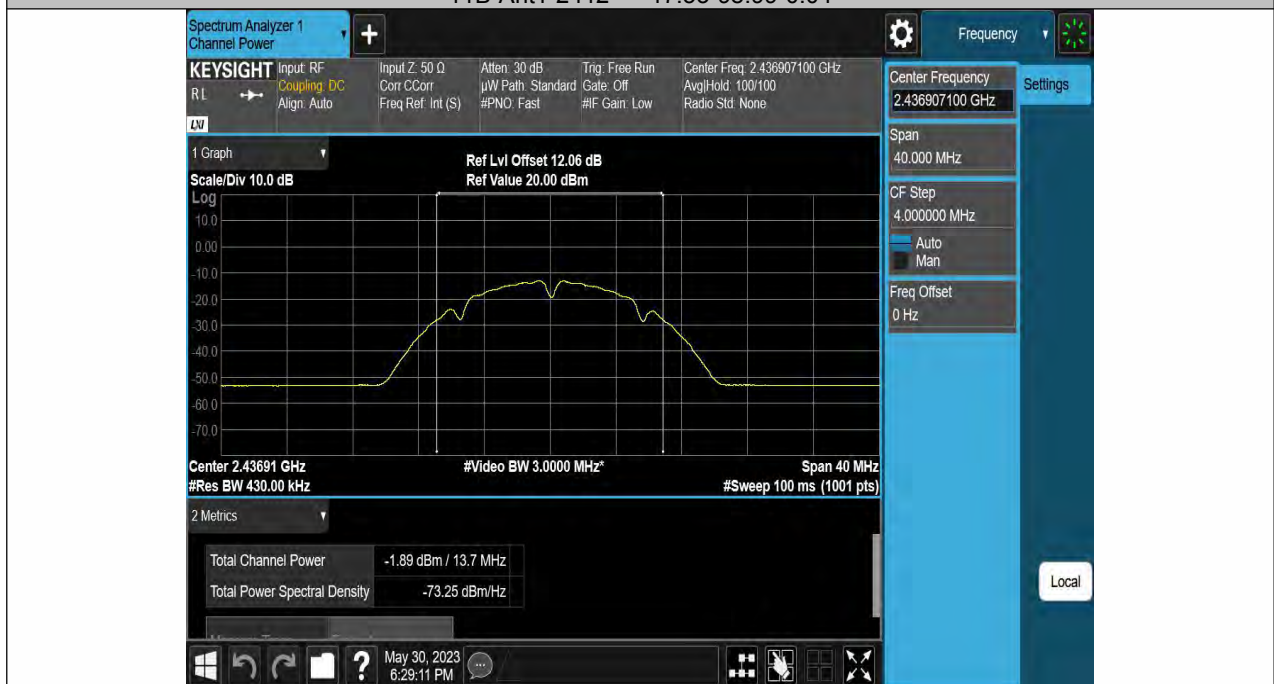 Spectrum Analyzer 1
Channel Power
+
Frequency
KEYSIGHT Input: RF Input Z: 50 Ω Atten: 30 dB Trig: Free Run Center Freq: 2.436907100 GHz
RL Coupling: DC Corr CCorr µW Path: Standard Gate: Off Avg|Hold: 100/100
Align: Auto Freq Ref: Int (S) #PNO: Fast #IF Gain: Low Radio Std: None
LXI
Center Frequency
2.436907100 GHz
Settings
Span
40.000 MHz
CF Step
4.000000 MHz
Auto
Man
Freq Offset
0 Hz
1 Graph
Ref Lvl Offset 12.06 dB
Scale/Div 10.0 dB Ref Value 20.00 dBm
Log
10.0
0.00
-10.0
-20.0
-30.0
-40.0
-50.0
-60.0
-70.0
Center 2.43691 GHz #Video BW 3.0000 MHz* Span 40 MHz
#Res BW 430.00 kHz #Sweep 100 ms (1001 pts)
2 Metrics
Total Channel Power -1.89 dBm / 13.7 MHz
Total Power Spectral Density -73.25 dBm/Hz
Local
? May 30, 2023
6:29:11 PM